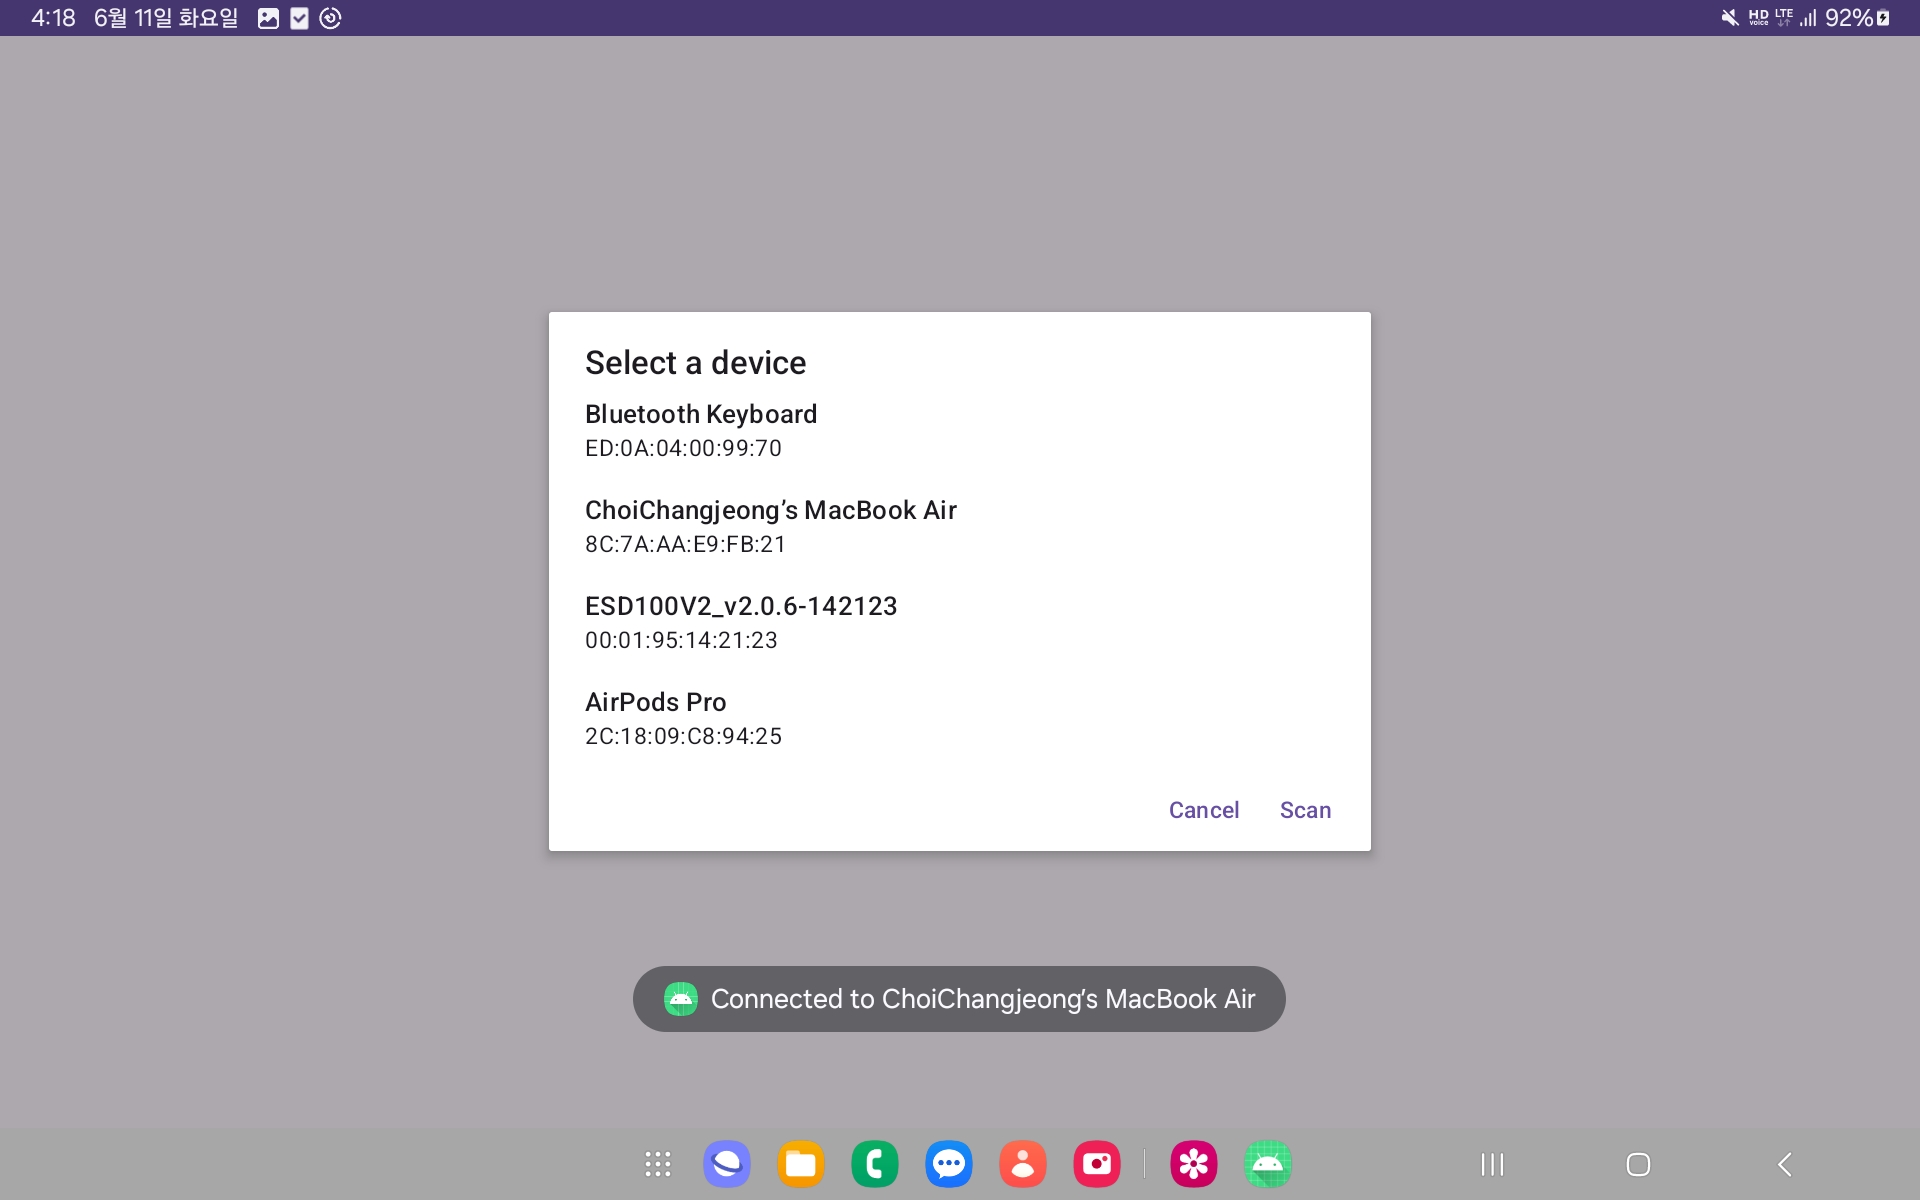 4:18 6월 11일 화요일 HD voice LTE 92%
Select a device
Bluetooth Keyboard
ED:0A:04:00:99:70
ChoiChangjeong’s MacBook Air
8C:7A:AA:E9:FB:21
ESD100V2_v2.0.6-142123
00:01:95:14:21:23
AirPods Pro
2C:18:09:C8:94:25
Cancel Scan
Connected to ChoiChangjeong’s MacBook Air